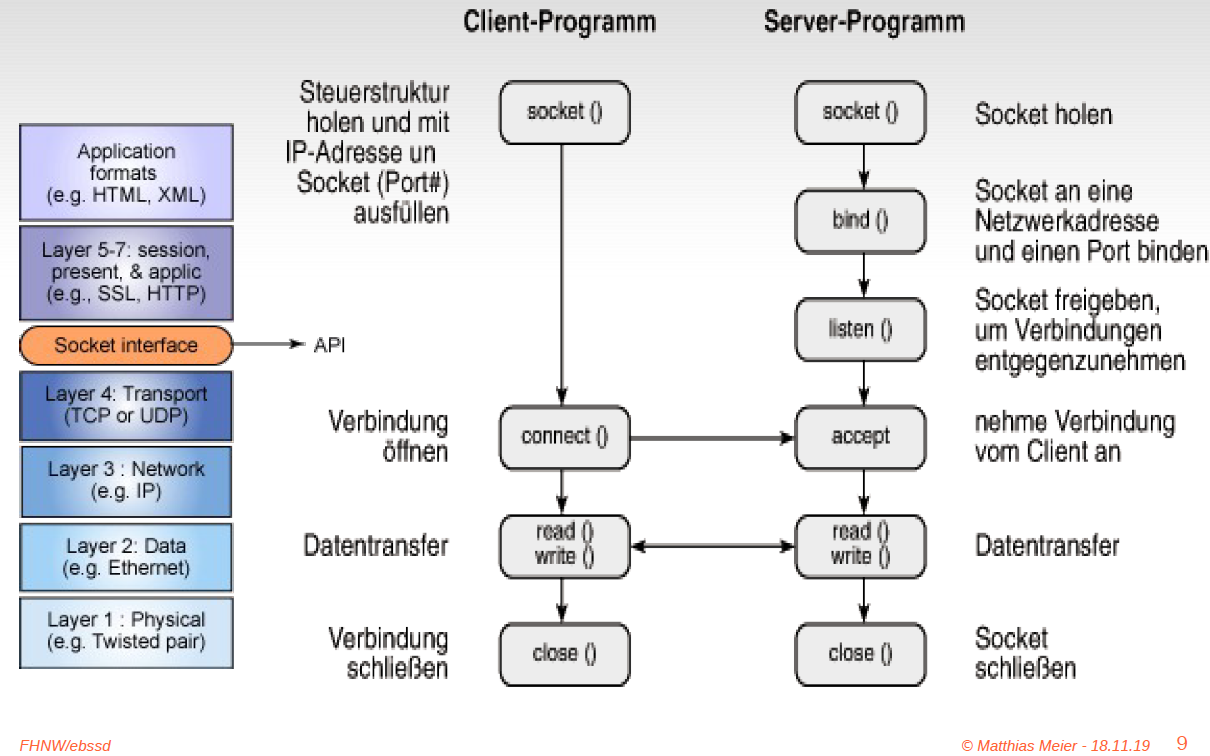 Client-Programm
Server-Programm
Application
formats
(e.g. HTML, XML)
Layer 5-7: session,
present, & applic
(e.g., SSL, HTTP)
Socket interface
API
Layer 4: Transport
(TCP or UDP)
Layer 3 : Network
(e.g. IP)
Layer 2: Data
(e.g. Ethernet)
Layer 1 : Physical
(e.g. Twisted pair)
Steuerstruktur
holen und mit
IP-Adresse un
Socket (Port#)
ausfüllen
socket ()
socket ()
Socket holen
bind ()
Socket an eine
Netzwerkadresse
und einen Port binden
listen ()
Socket freigeben,
um Verbindungen
entgegenzunehmen
Verbindung
öffnen
connect ()
accept
nehme Verbindung
vom Client an
Datentransfer
read ()
write ()
read ()
write ()
Datentransfer
Verbindung
schließen
close ()
close ()
Socket
schließen
FHNW/ebssd
© Matthias Meier - 18.11.19
9